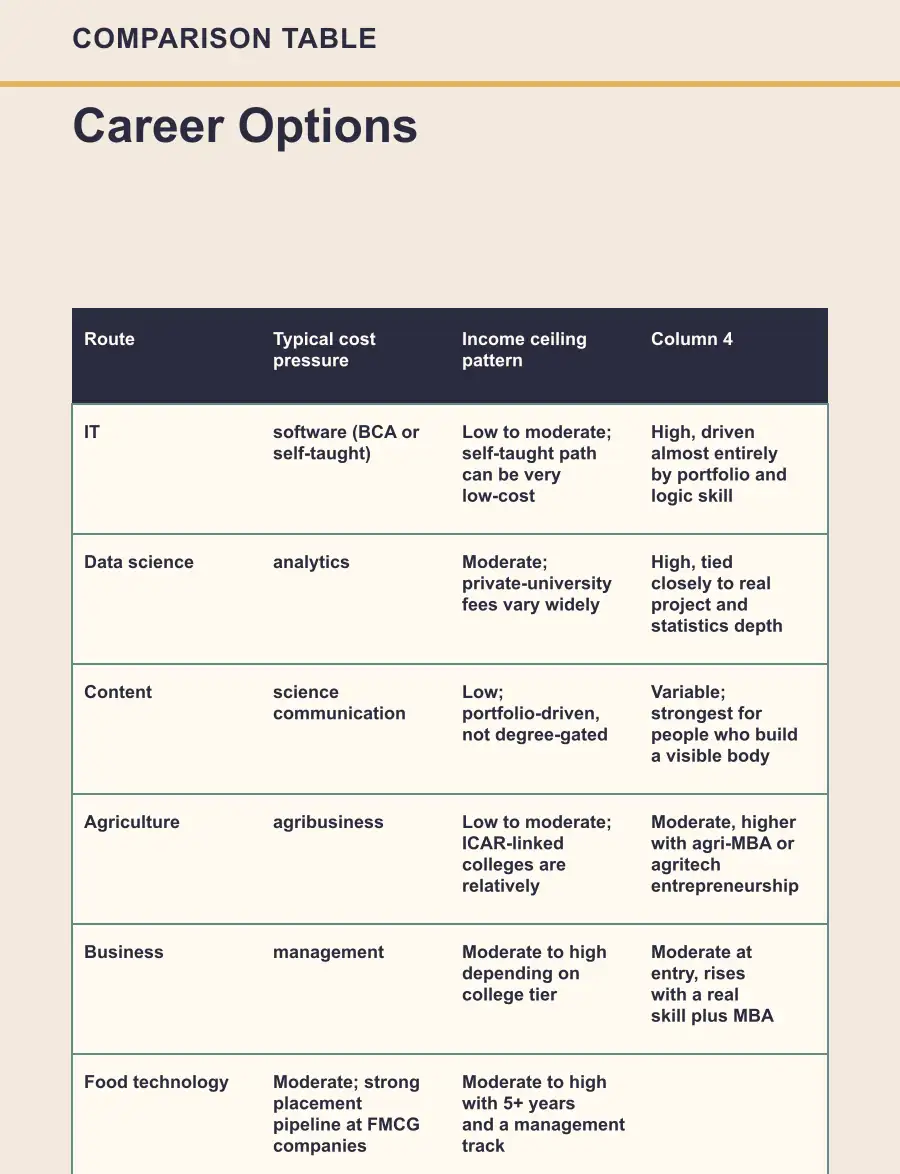 COMPARISON TABLE
Career Options
Route
Typical cost
pressure
Income ceiling
pattern
Column 4
IT
software (BCA or
self-taught)
Low to moderate;
self-taught path
can be very
low-cost
High, driven
almost entirely
by portfolio and
logic skill
Data science
analytics
Moderate;
private-university
fees vary widely
High, tied
closely to real
project and
statistics depth
Content
science
communication
Low;
portfolio-driven,
not degree-gated
Variable;
strongest for
people who build
a visible body
Agriculture
agribusiness
Low to moderate;
ICAR-linked
colleges are
relatively
Moderate, higher
with agri-MBA or
agritech
entrepreneurship
Business
management
Moderate to high
depending on
college tier
Moderate at
entry, rises
with a real
skill plus MBA
Food technology
Moderate; strong
placement
pipeline at FMCG
companies
Moderate to high
with 5+ years
and a management
track